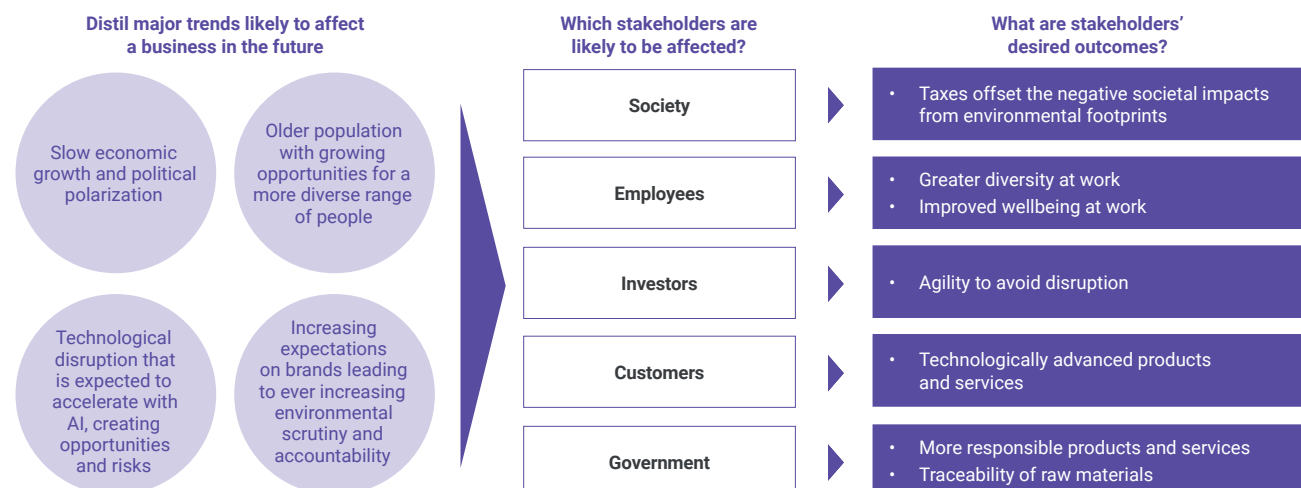 Distil major trends likely to affect
a business in the future
Slow economic
growth and political
polarization
Older population
with growing
opportunities for a
more diverse range
of people
Technological
disruption that
is expected to
accelerate with
AI, creating
opportunities
and risks
Increasing
expectations
on brands leading
to ever increasing
environmental
scrutiny and
accountability
Which stakeholders are
likely to be affected?
Society
Employees
Investors
Customers
Government
What are stakeholders’
desired outcomes?
• Taxes offset the negative societal impacts
from environmental footprints
• Greater diversity at work
• Improved wellbeing at work
• Agility to avoid disruption
• Technologically advanced products
and services
• More responsible products and services
• Traceability of raw materials